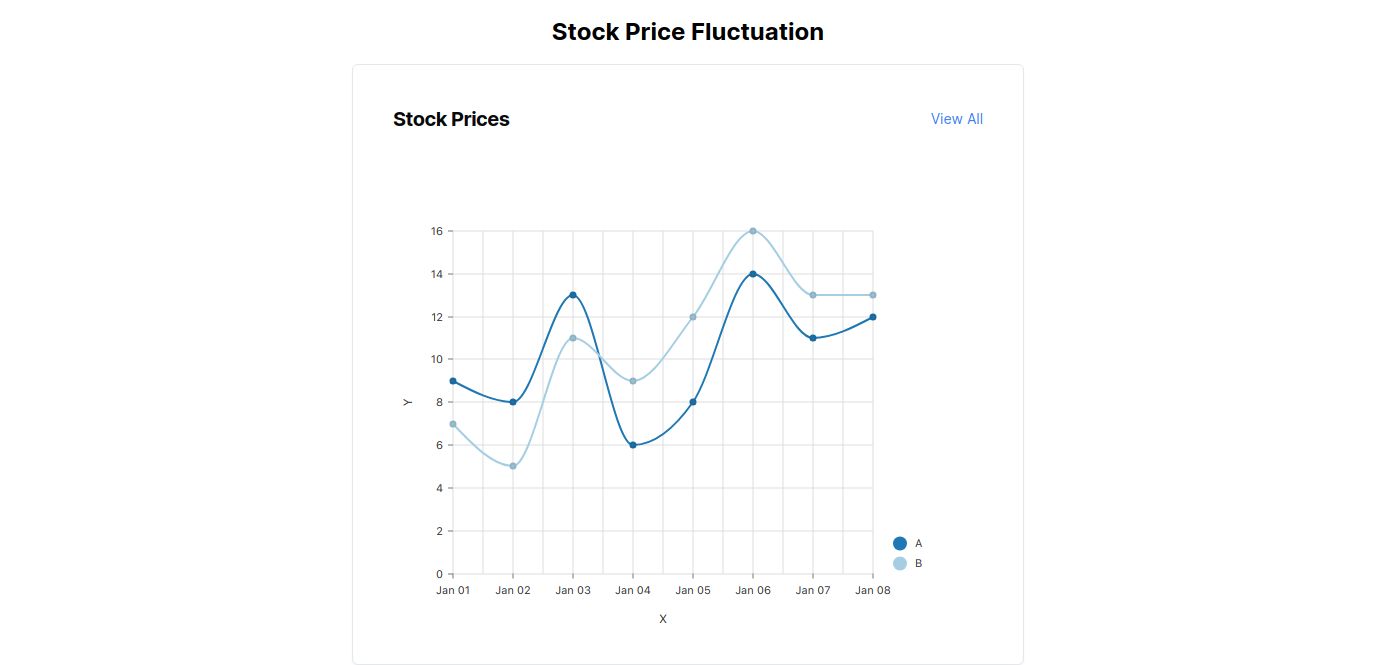 Stock Price Fluctuation
Stock Prices
View All
16
14
12
10
8
6
4
2
0
Y
Jan 01 Jan 02 Jan 03 Jan 04 Jan 05 Jan 06 Jan 07 Jan 08
X
A
B